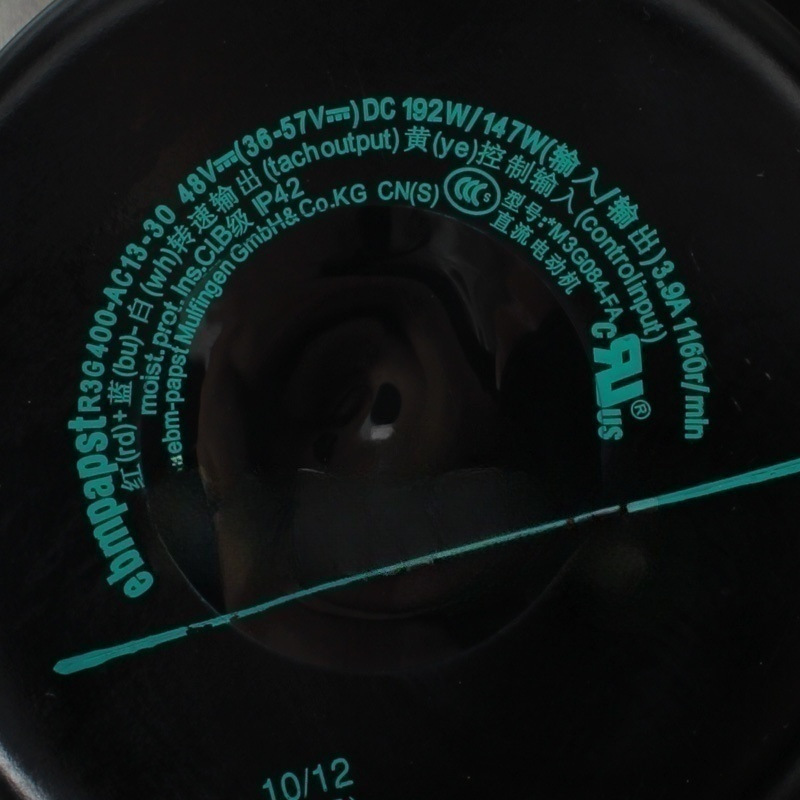 ebmpapst R3G400-AC13-30 48V⎓(36-57V⎓)DC 192W/147W(输入/输出)3.9A 1160r/min
红(rd)+蓝(bu)-白(wh)转速输出(tachoutput)黄(ye)控制输入(controlinput)
moist.prot.Ins.Cl.B级 IP42
ebm-papst Mulfingen GmbH & Co.KG CN(S)
CCC S
型号:*M3G084-FA
直流电动机
c UL us ®
10/12